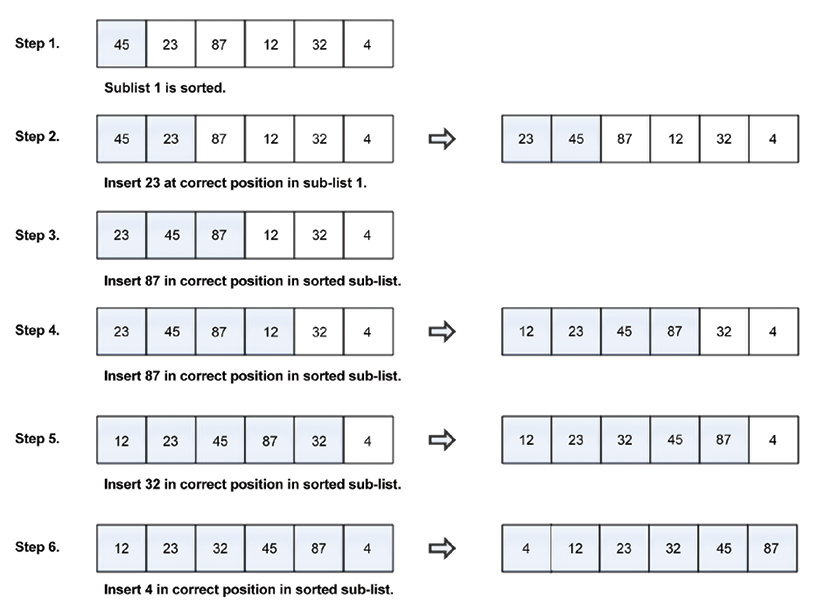 Step 1. 45 23 87 12 32 4
Sublist 1 is sorted.
Step 2. 45 23 87 12 32 4 23 45 87 12 32 4
Insert 23 at correct position in sub-list 1.
Step 3. 23 45 87 12 32 4
Insert 87 in correct position in sorted sub-list.
Step 4. 23 45 87 12 32 4 12 23 45 87 32 4
Insert 87 in correct position in sorted sub-list.
Step 5. 12 23 45 87 32 4 12 23 32 45 87 4
Insert 32 in correct position in sorted sub-list.
Step 6. 12 23 32 45 87 4 4 12 23 32 45 87
Insert 4 in correct position in sorted sub-list.